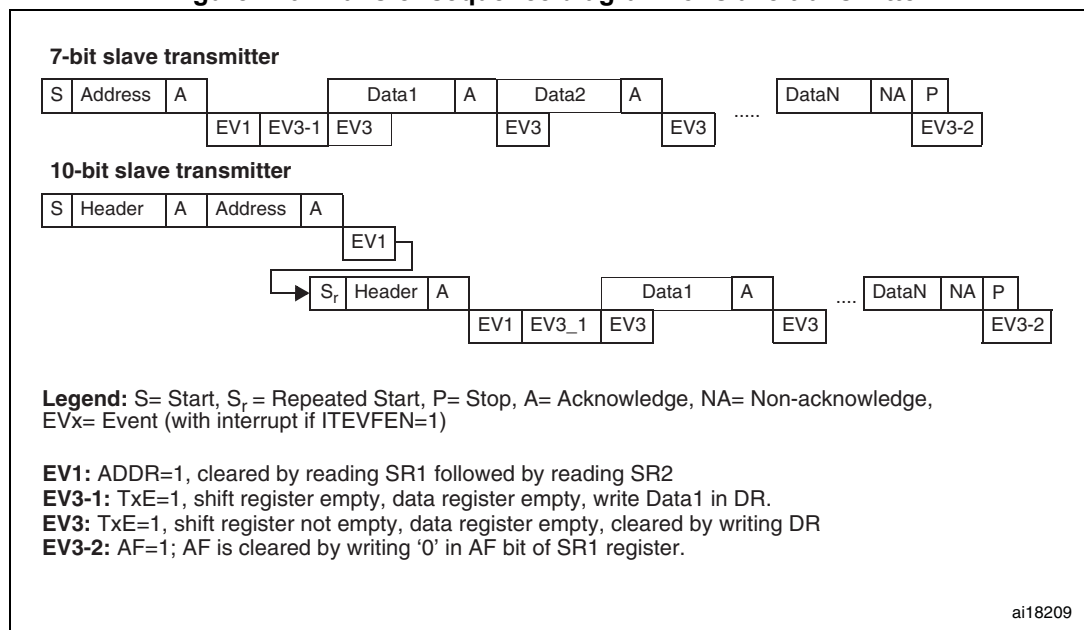 7-bit slave transmitter
S Address A Data1 A Data2 A ..... DataN NA P
EV1 EV3-1 EV3 EV3 EV3 EV3-2
10-bit slave transmitter
S Header A Address A
EV1
Sr Header A Data1 A .... DataN NA P
EV1 EV3_1 EV3 EV3 EV3-2
Legend: S= Start, Sr = Repeated Start, P= Stop, A= Acknowledge, NA= Non-acknowledge,
EVx= Event (with interrupt if ITEVFEN=1)
EV1: ADDR=1, cleared by reading SR1 followed by reading SR2
EV3-1: TxE=1, shift register empty, data register empty, write Data1 in DR.
EV3: TxE=1, shift register not empty, data register empty, cleared by writing DR
EV3-2: AF=1; AF is cleared by writing ‘0’ in AF bit of SR1 register.
ai18209